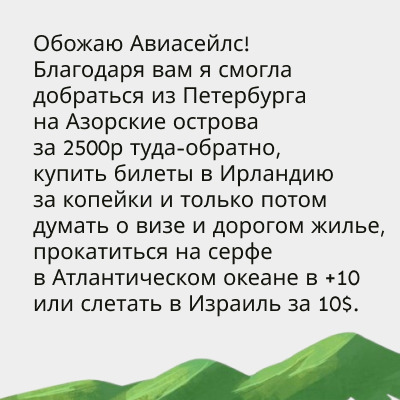 Обожаю Авиасейлс!
Благодаря вам я смогла
добраться из Петербурга
на Азорские острова
за 2500р туда-обратно,
купить билеты в Ирландию
за копейки и только потом
думать о визе и дорогом жилье,
прокатиться на серфе
в Атлантическом океане в +10
или слетать в Израиль за 10$.